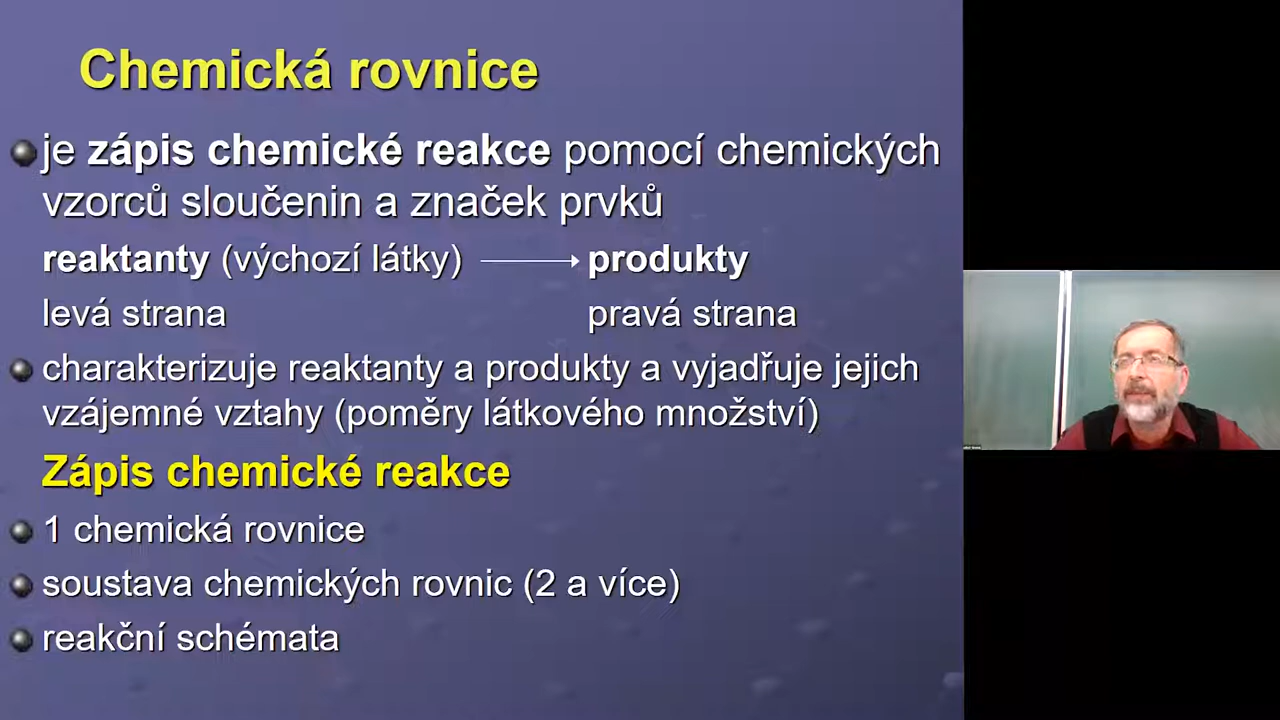 Chemická rovnice
je zápis chemické reakce pomocí chemických
vzorců sloučenin a značek prvků
reaktanty (výchozí látky) produkty
levá strana pravá strana
charakterizuje reaktanty a produkty a vyjadřuje jejich
vzájemné vztahy (poměry látkového množství)
Zápis chemické reakce
1 chemická rovnice
soustava chemických rovnic (2 a více)
reakční schémata